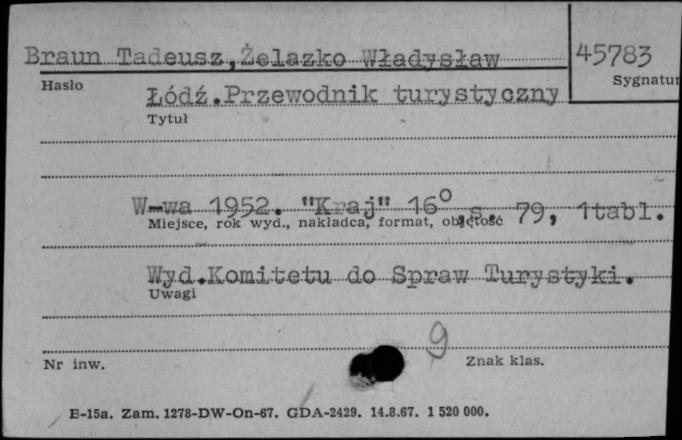 Braun Tadeusz,Żelazko Władysław
45783
Hasło
Sygnatur
Łódź.Przewodnik turystyczny
Tytuł
W-wa 1952. "Kraj" 16° s. 79, 1tabl.
Miejsce, rok wyd., nakładca, format, objętość
Wyd.Komitetu do Spraw Turystyki.
Uwagi
9
Nr inw.
Znak klas.
E-15a. Zam. 1278-DW-On-67. GDA-2429. 14.8.67. 1 520 000.